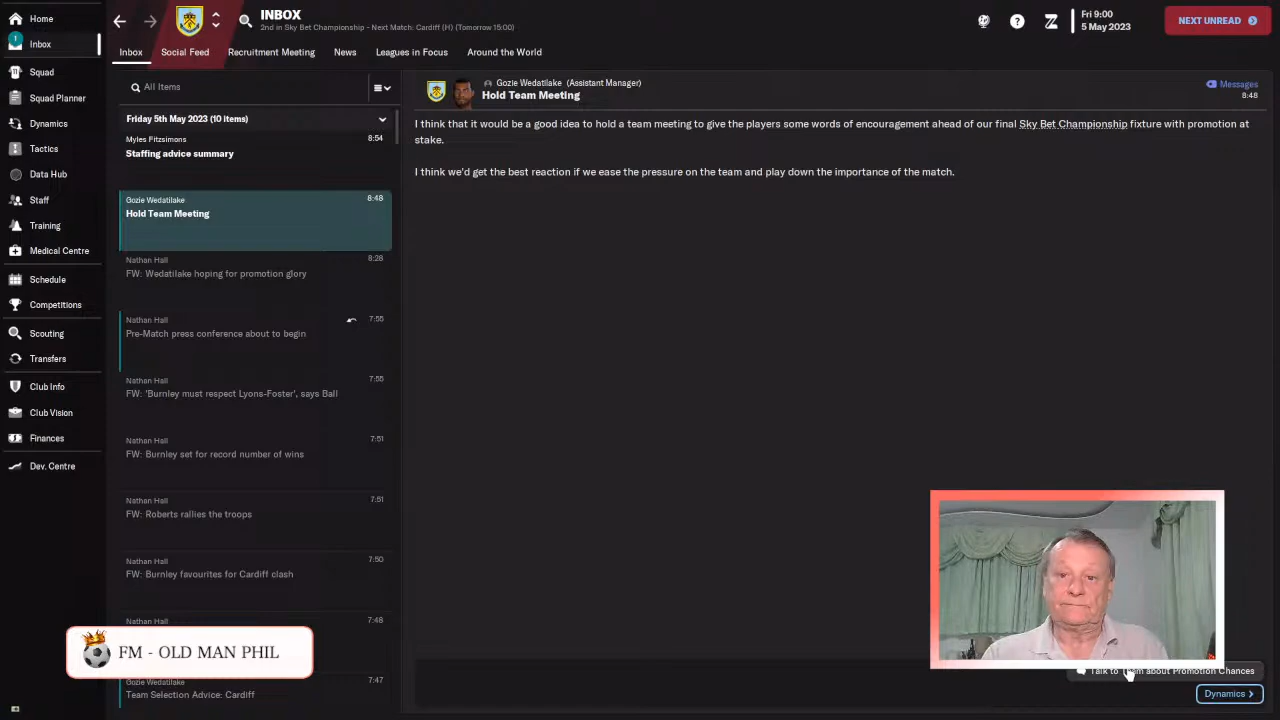 Home
Inbox
1
Squad
Squad Planner
Dynamics
Tactics
Data Hub
Staff
Training
Medical Centre
Schedule
Competitions
Scouting
Transfers
Club Info
Club Vision
Finances
Dev. Centre
INBOX
2nd in Sky Bet Championship - Next Match: Cardiff (H) (Tomorrow 15:00)
Fri 9:00
5 May 2023
NEXT UNREAD
Inbox
Social Feed
Recruitment Meeting
News
Leagues in Focus
Around the World
All Items
Friday 5th May 2023 (10 items)
Myles Fitzsimons 8:54
Staffing advice summary
Gozie Wedatilake 8:48
Hold Team Meeting
Nathan Hall 8:28
FW: Wedatilake hoping for promotion glory
Nathan Hall 7:55
Pre-Match press conference about to begin
Nathan Hall 7:55
FW: 'Burnley must respect Lyons-Foster', says Ball
Nathan Hall 7:51
FW: Burnley set for record number of wins
Nathan Hall 7:51
FW: Roberts rallies the troops
Nathan Hall 7:50
FW: Burnley favourites for Cardiff clash
Nathan Hall 7:48
FM - OLD MAN PHIL
Gozie Wedatilake 7:47
Team Selection Advice: Cardiff
Gozie Wedatilake (Assistant Manager)
Hold Team Meeting
Messages
8:48
I think that it would be a good idea to hold a team meeting to give the players some words of encouragement ahead of our final Sky Bet Championship fixture with promotion at
stake.
I think we'd get the best reaction if we ease the pressure on the team and play down the importance of the match.
Talk to Team about Promotion Chances
Dynamics